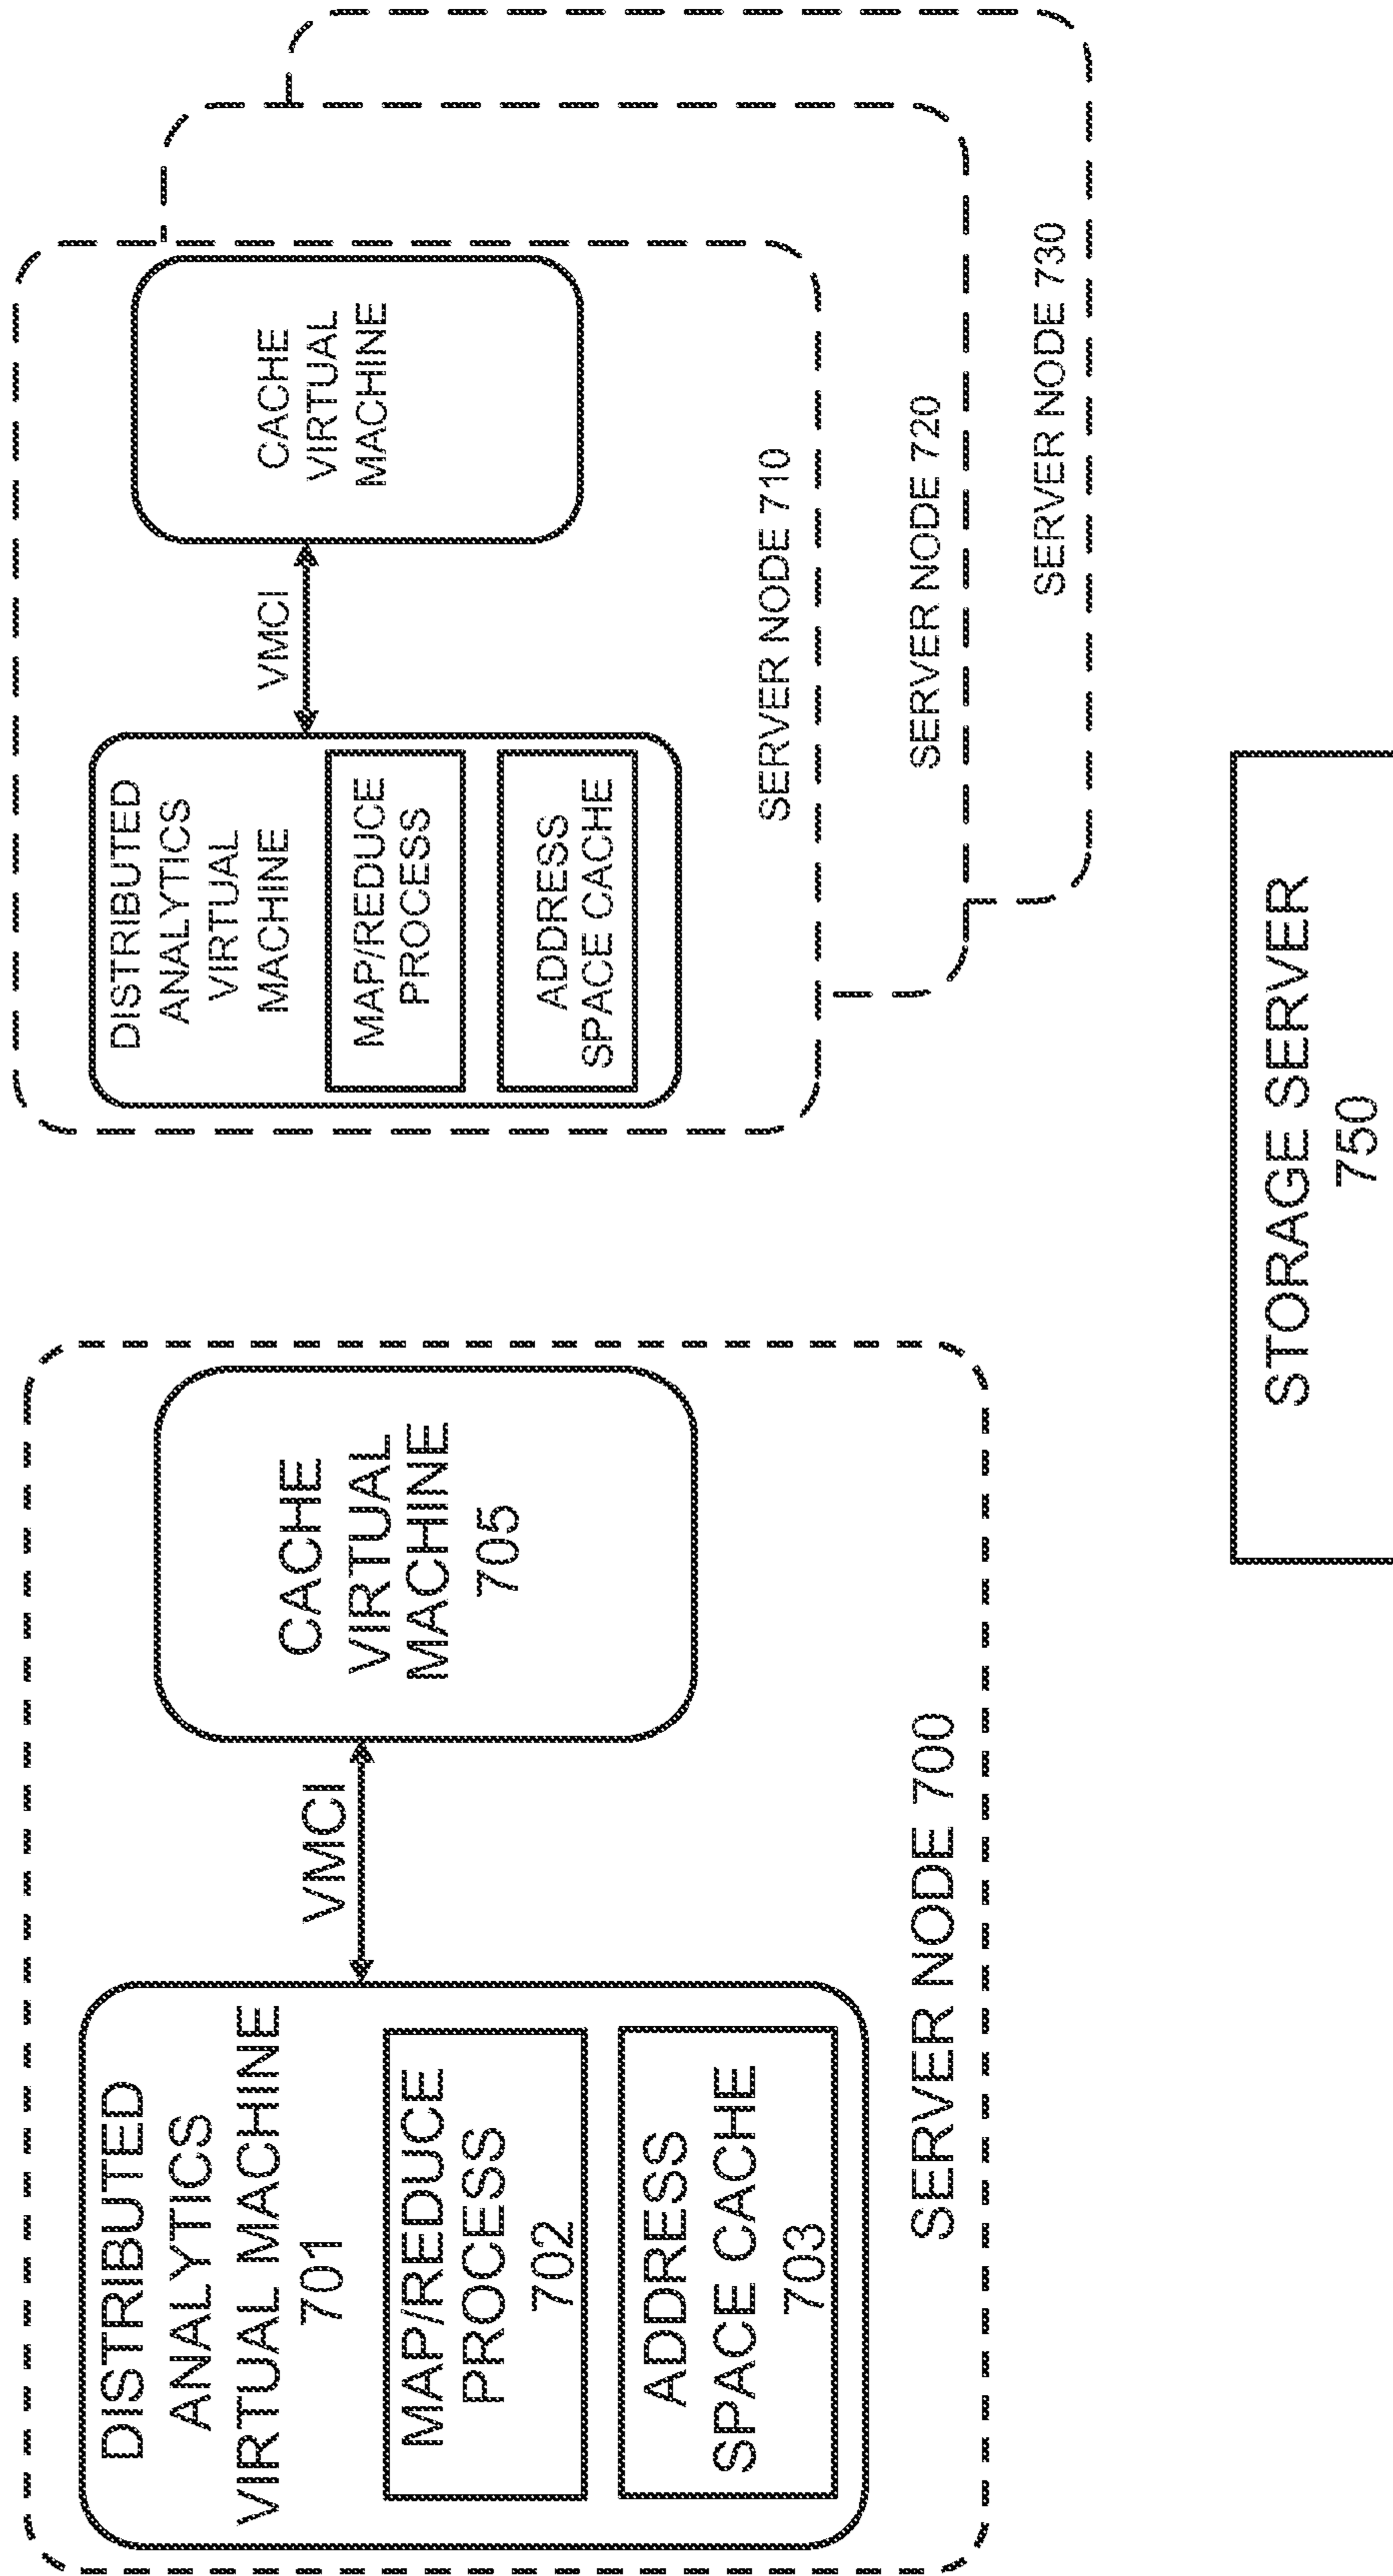 DISTRIBUTED
ANALYTICS
VIRTUAL MACHINE
701
MAP/REDUCE
PROCESS
702
ADDRESS
SPACE CACHE
703
VMCI
CACHE
VIRTUAL
MACHINE
705
SERVER NODE 700
DISTRIBUTED
ANALYTICS
VIRTUAL
MACHINE
MAP/REDUCE
PROCESS
ADDRESS
SPACE CACHE
VMCI
CACHE
VIRTUAL
MACHINE
SERVER NODE 710
SERVER NODE 720
SERVER NODE 730
STORAGE SERVER
750